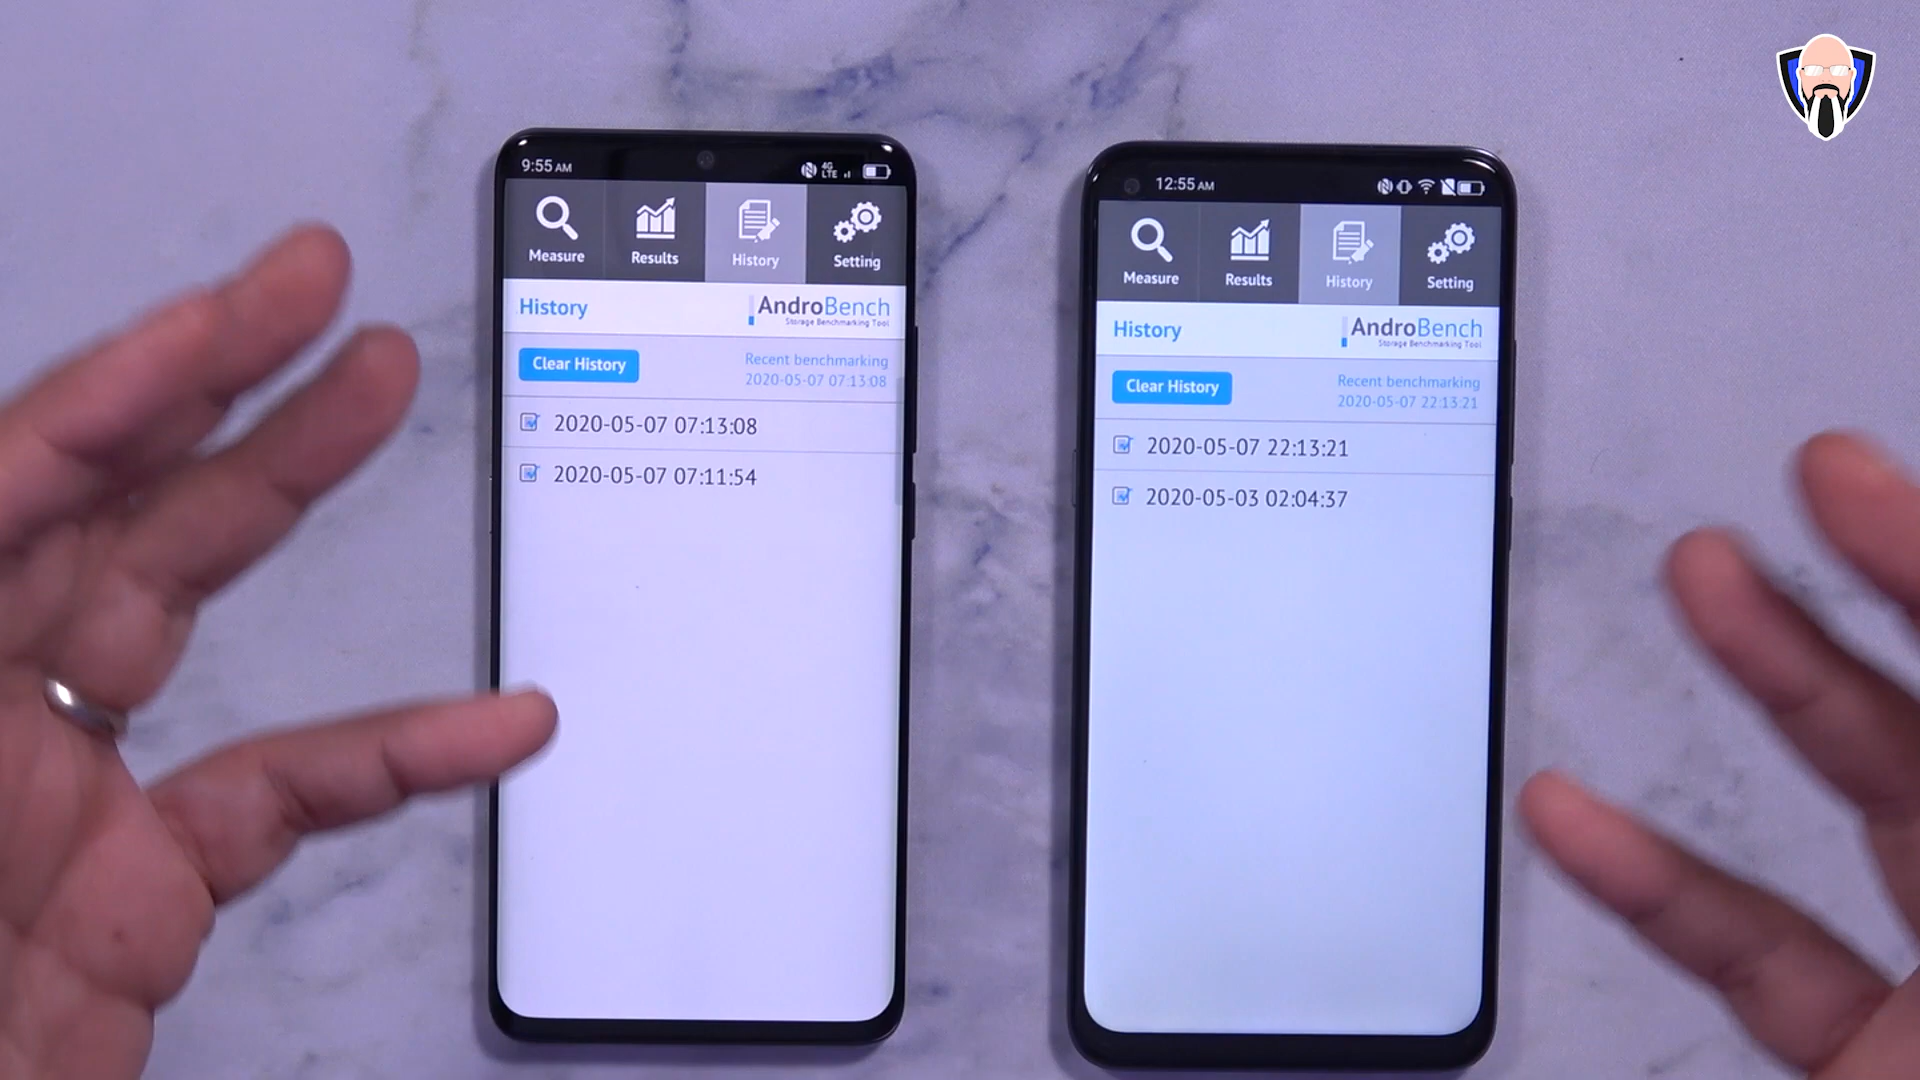 9:55 AM
4G
LTE
Measure
Results
History
Setting
History
AndroBench
Storage Benchmarking Tool
Clear History
Recent benchmarking
2020-05-07 07:13:08
2020-05-07 07:13:08
2020-05-07 07:11:54
12:55 AM
Measure
Results
History
Setting
History
AndroBench
Storage Benchmarking Tool
Clear History
Recent benchmarking
2020-05-07 22:13:21
2020-05-07 22:13:21
2020-05-03 02:04:37